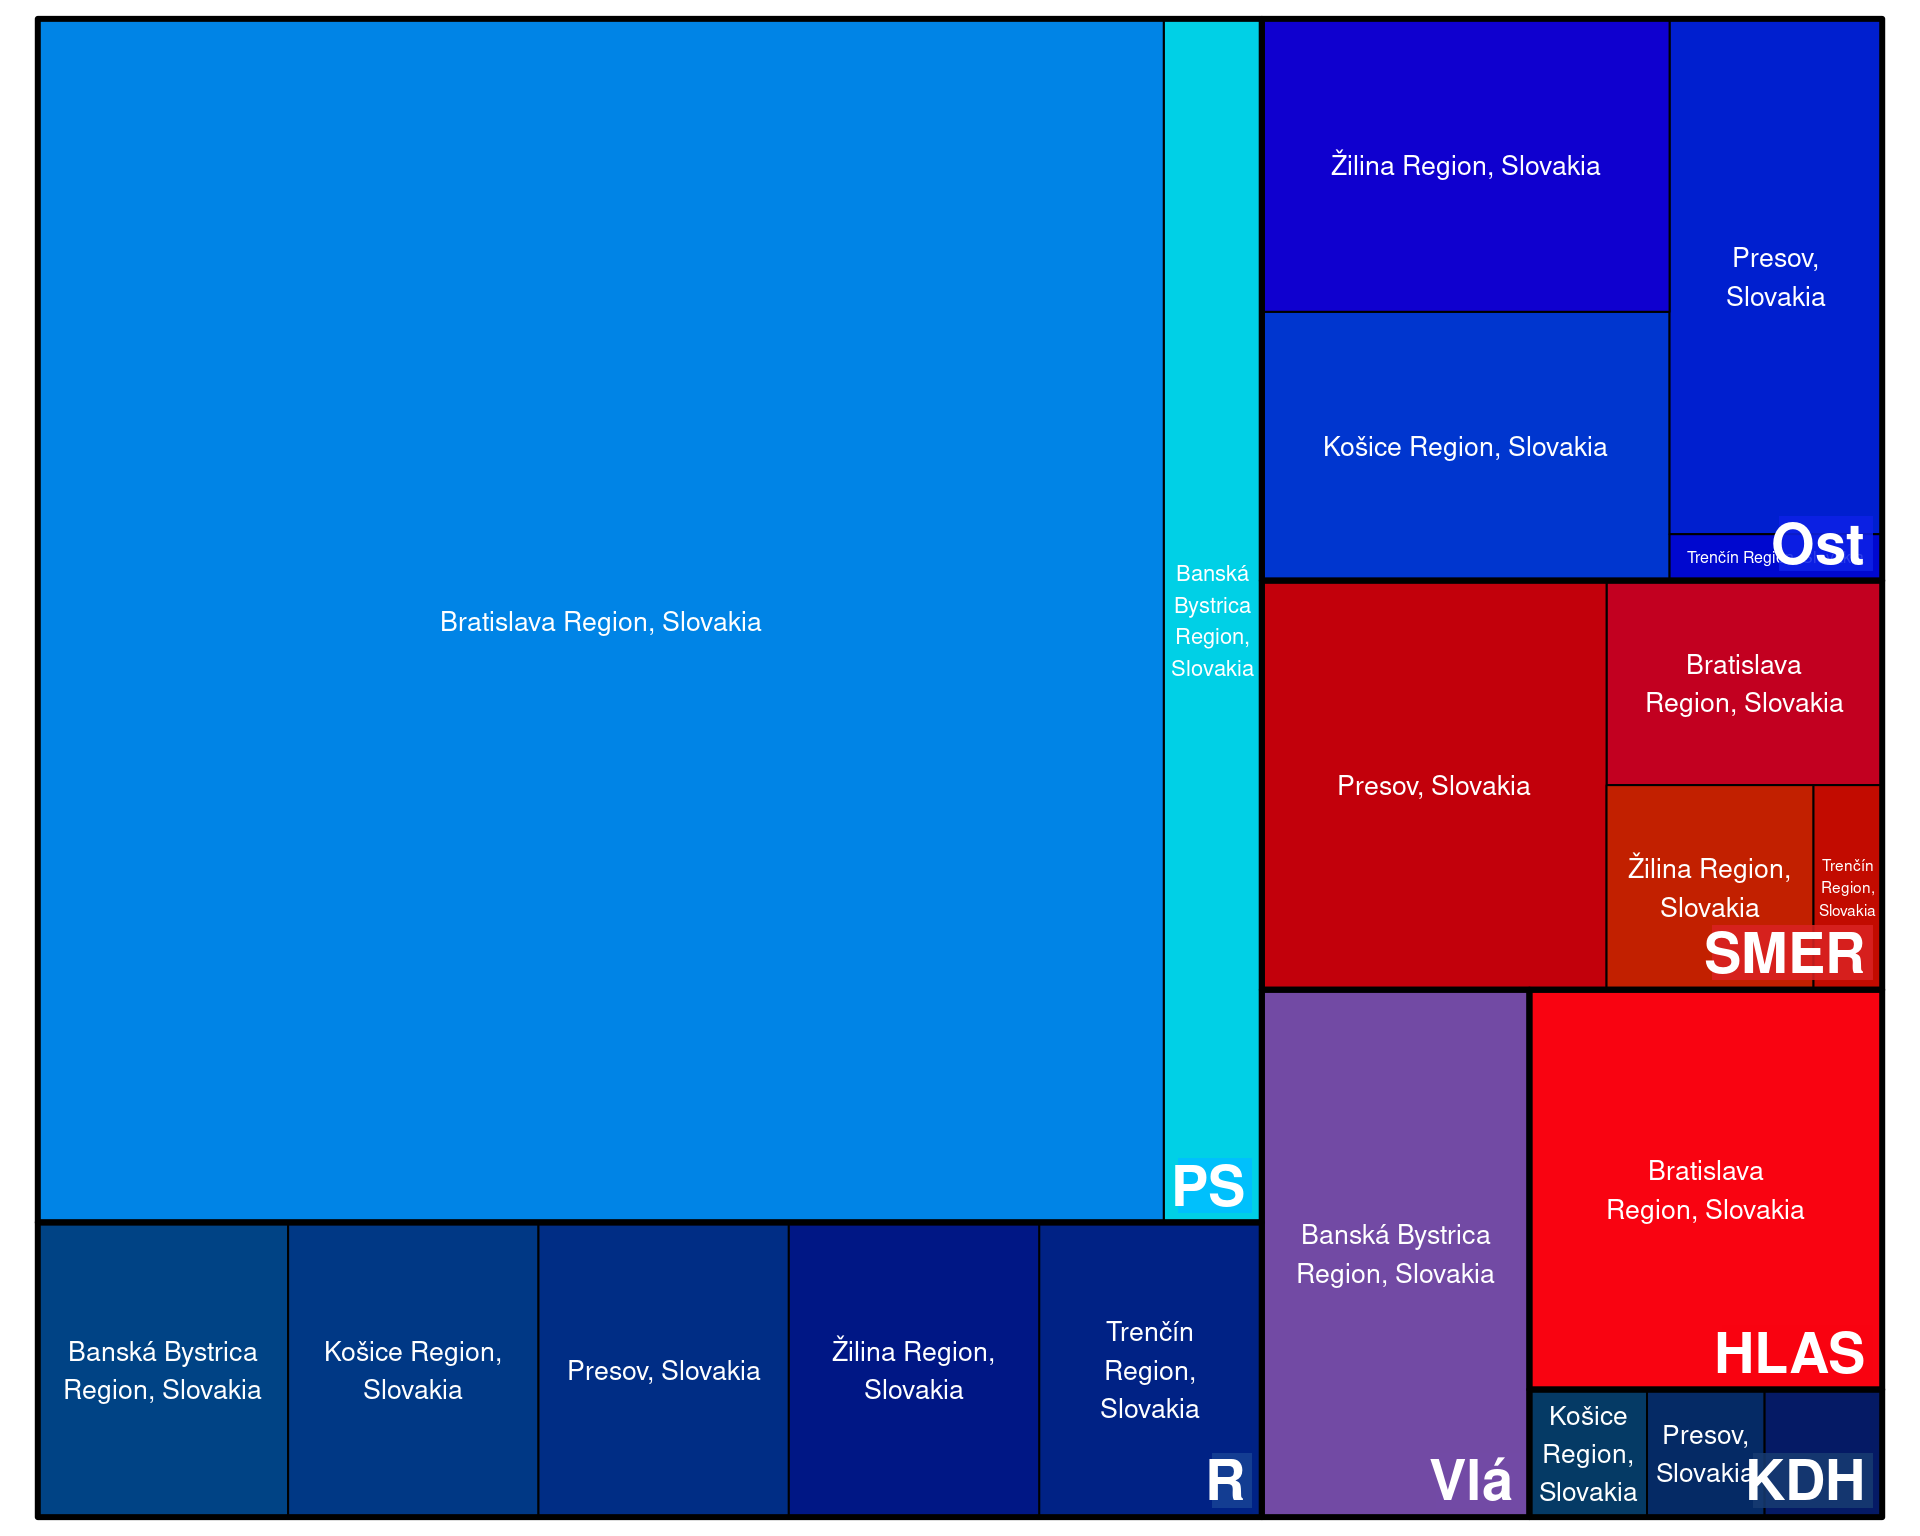 Bratislava Region, Slovakia
Banská
Bystrica
Region,
Slovakia
PS
Banská Bystrica
Region, Slovakia
Košice Region,
Slovakia
Presov, Slovakia
Žilina Region,
Slovakia
Trenčín
Region,
Slovakia
R
Žilina Region, Slovakia
Košice Region, Slovakia
Presov,
Slovakia
Trenčín
Ost
Presov, Slovakia
Bratislava
Region, Slovakia
Žilina Region,
Slovakia
Trenčín
Region,
Slovakia
SMER
Banská Bystrica
Region, Slovakia
Vlá
Bratislava
Region, Slovakia
HLAS
Košice
Region,
Slovakia
Presov,
Slovakia
KDH